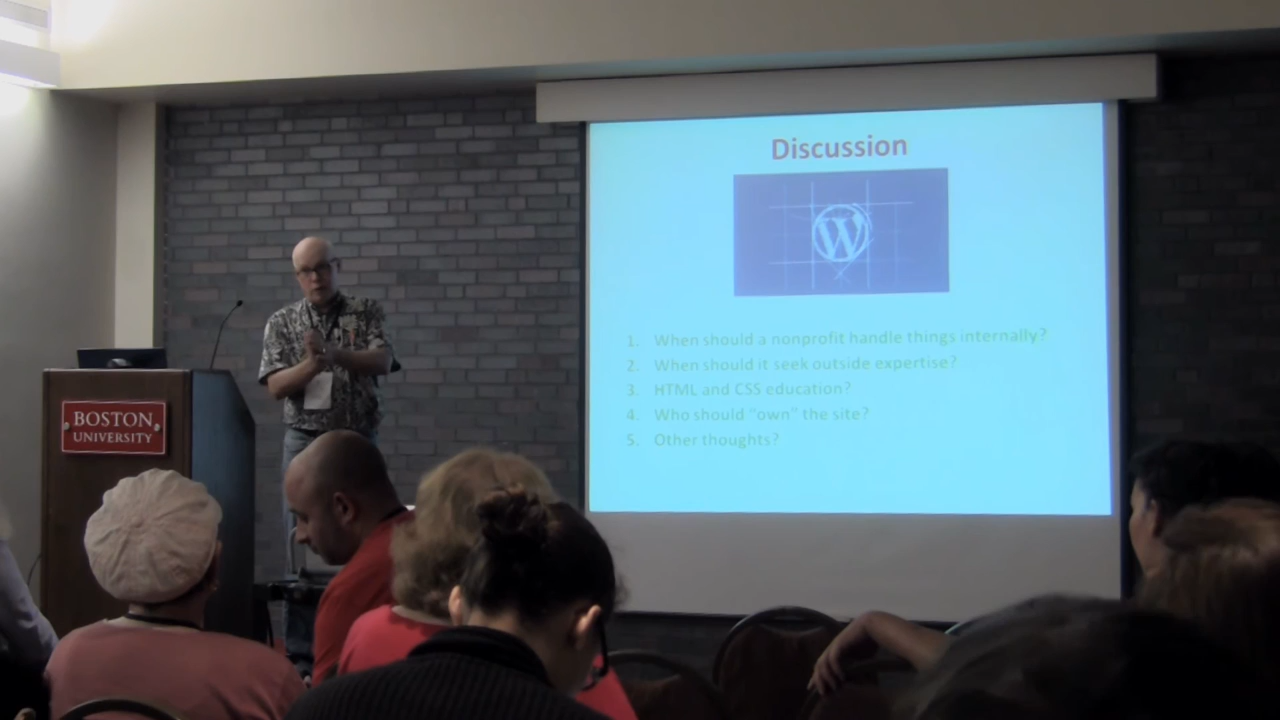 Discussion
W
1. When should a nonprofit handle things internally?
2. When should it seek outside expertise?
3. HTML and CSS education?
4. Who should "own" the site?
5. Other thoughts?
BOSTON
UNIVERSITY